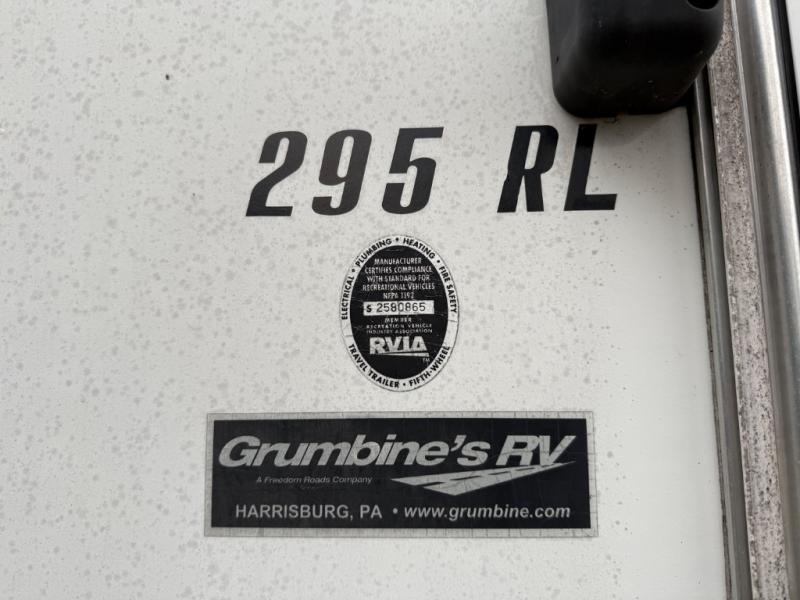 295 RL
ELECTRICAL • PLUMBING • HEATING • FIRE SAFETY
MANUFACTURER
CERTIFIES COMPLIANCE
WITH STANDARD FOR
RECREATIONAL VEHICLES
NFPA 1192
S 2580865
MEMBER
RECREATION VEHICLE
INDUSTRY ASSOCIATION
RVIA
TM
TRAVEL TRAILER • FIFTH-WHEEL
Grumbine's RV
A Freedom Roads Company
HARRISBURG, PA • www.grumbine.com